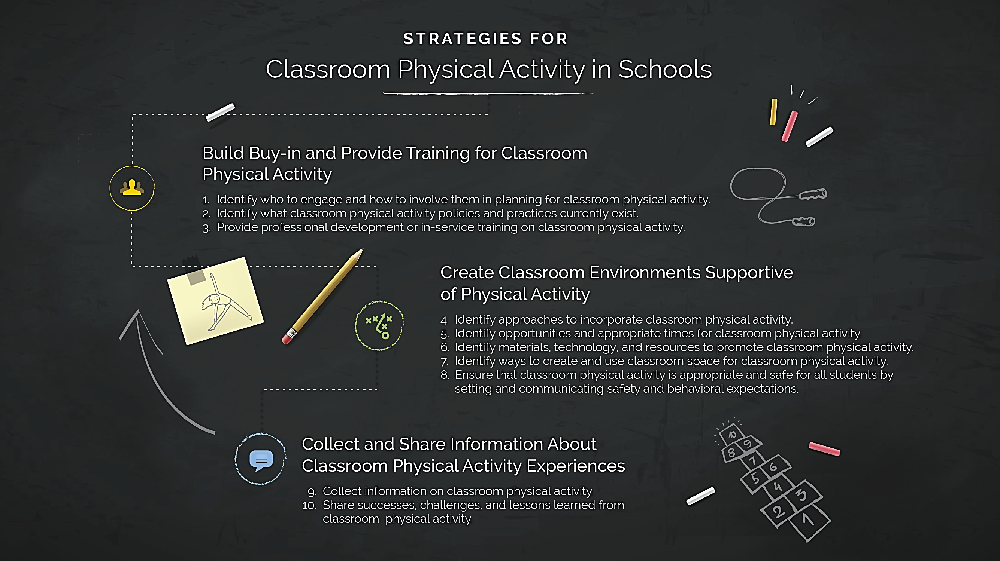 STRATEGIES FOR
Classroom Physical Activity in Schools
Build Buy-in and Provide Training for Classroom
Physical Activity
1. Identify who to engage and how to involve them in planning for classroom physical activity.
2. Identify what classroom physical activity policies and practices currently exist.
3. Provide professional development or in-service training on classroom physical activity.
Create Classroom Environments Supportive
of Physical Activity
4. Identify approaches to incorporate classroom physical activity.
5. Identify opportunities and appropriate times for classroom physical activity.
6. Identify materials, technology, and resources to promote classroom physical activity.
7. Identify ways to create and use classroom space for classroom physical activity.
8. Ensure that classroom physical activity is appropriate and safe for all students by
setting and communicating safety and behavioral expectations.
Collect and Share Information About
Classroom Physical Activity Experiences
9. Collect information on classroom physical activity.
10. Share successes, challenges, and lessons learned from
classroom physical activity.
10
9
8
7
6
5
4
3
2
1